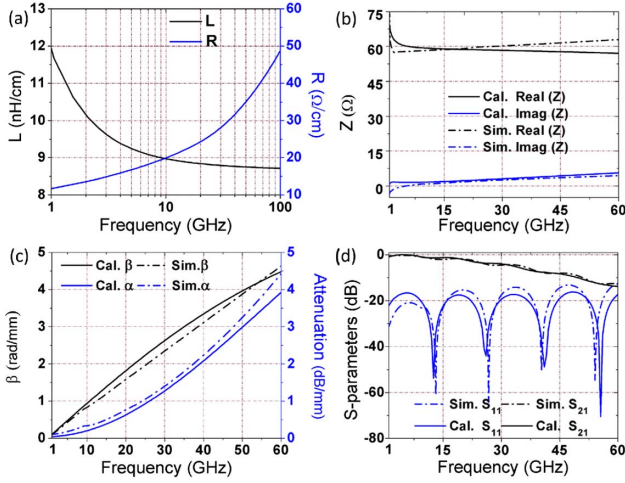 (a)
L
R
L (nH/cm)
13
12
11
10
9
8
60
50
40
30
20
10
R (Ω/cm)
1
10
100
Frequency (GHz)
(b)
Z (Ω)
75
60
45
30
15
0
Cal. Real (Z)
Cal. Imag (Z)
Sim. Real (Z)
Sim. Imag (Z)
1
15
30
45
60
Frequency (GHz)
(c)
β (rad/mm)
5
4
3
2
1
0
Cal. β
Sim.β
Cal. α
Sim.α
5
4
3
2
1
0
Attenuation (dB/mm)
1
10
20
30
40
50
60
Frequency (GHz)
(d)
S-parameters (dB)
0
-20
-40
-60
-80
Sim. S11
Sim. S21
Cal. S11
Cal. S21
1
15
30
45
60
Frequency (GHz)